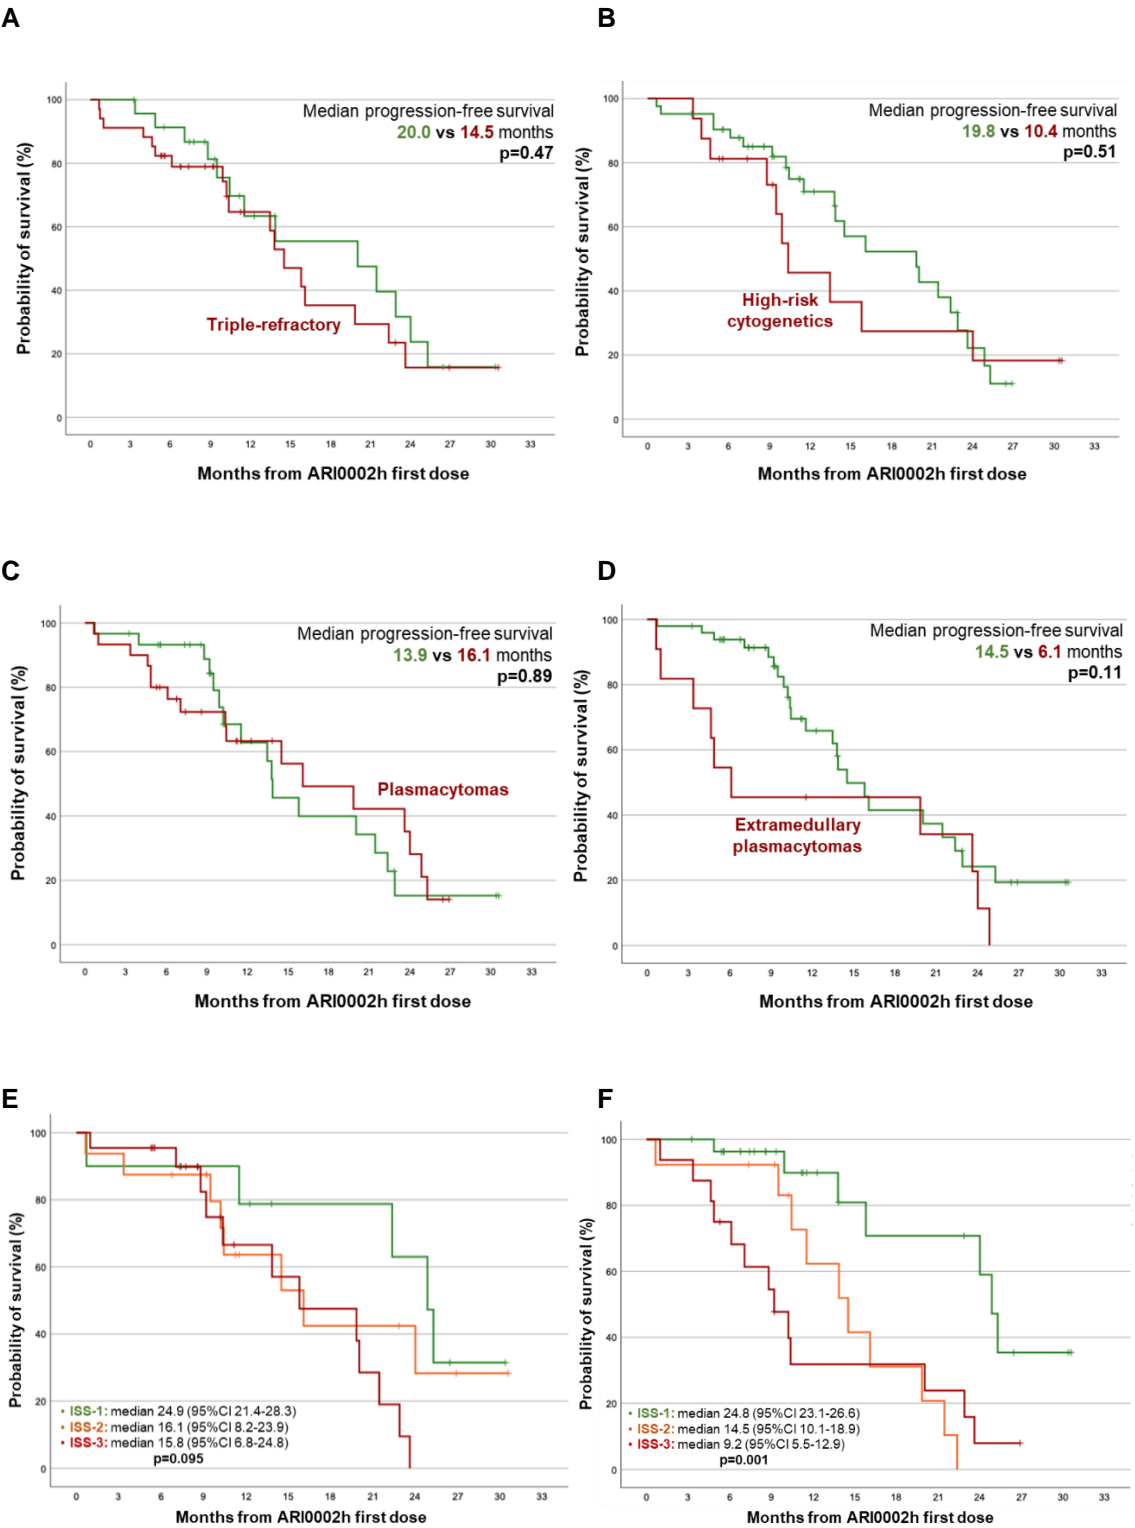 A
Median progression-free survival
20.0 vs 14.5 months
p=0.47
Triple-refractory
Probability of survival (%)
100
80
60
40
20
0
0 3 6 9 12 15 18 21 24 27 30 33
Months from ARI0002h first dose
B
Median progression-free survival
19.8 vs 10.4 months
p=0.51
High-risk
cytogenetics
Probability of survival (%)
100
80
60
40
20
0
0 3 6 9 12 15 18 21 24 27 30 33
Months from ARI0002h first dose
C
Median progression-free survival
13.9 vs 16.1 months
p=0.89
Plasmacytomas
Probability of survival (%)
100
80
60
40
20
0
0 3 6 9 12 15 18 21 24 27 30 33
Months from ARI0002h first dose
D
Median progression-free survival
14.5 vs 6.1 months
p=0.11
Extramedullary
plasmacytomas
Probability of survival (%)
100
80
60
40
20
0
0 3 6 9 12 15 18 21 24 27 30 33
Months from ARI0002h first dose
E
Probability of survival (%)
100
80
60
40
20
0
• ISS-1: median 24.9 (95%CI 21.4-28.3)
• ISS-2: median 16.1 (95%CI 8.2-23.9)
• ISS-3: median 15.8 (95%CI 6.8-24.8)
p=0.095
0 3 6 9 12 15 18 21 24 27 30 33
Months from ARI0002h first dose
F
Probability of survival (%)
100
80
60
40
20
0
• ISS-1: median 24.8 (95%CI 23.1-26.6)
• ISS-2: median 14.5 (95%CI 10.1-18.9)
• ISS-3: median 9.2 (95%CI 5.5-12.9)
p=0.001
0 3 6 9 12 15 18 21 24 27 30 33
Months from ARI0002h first dose